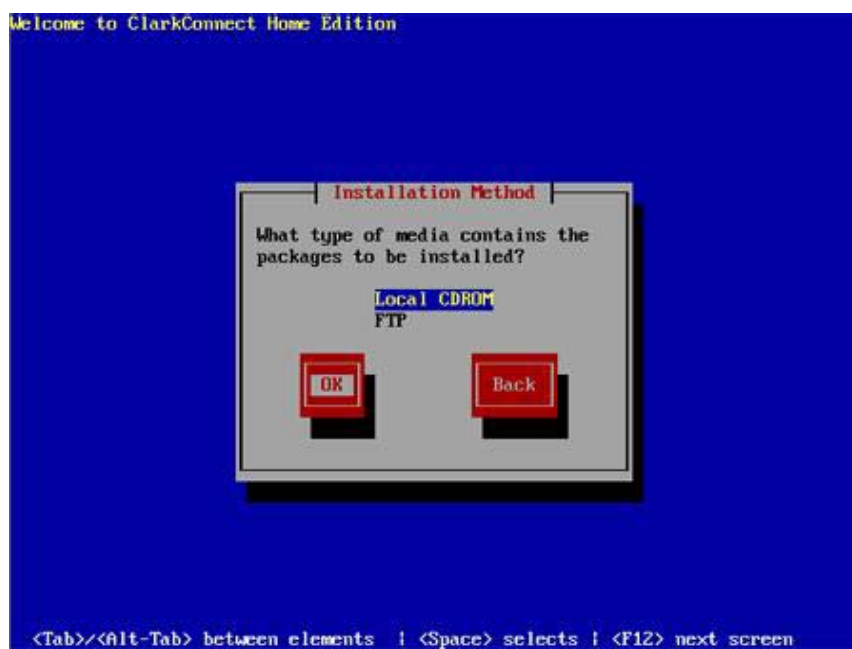 Welcome to ClarkConnect Home Edition
Installation Method
What type of media contains the
packages to be installed?
Local CDROM
FTP
OK Back
<Tab>/<Alt-Tab> between elements | <Space> selects | <F12> next screen